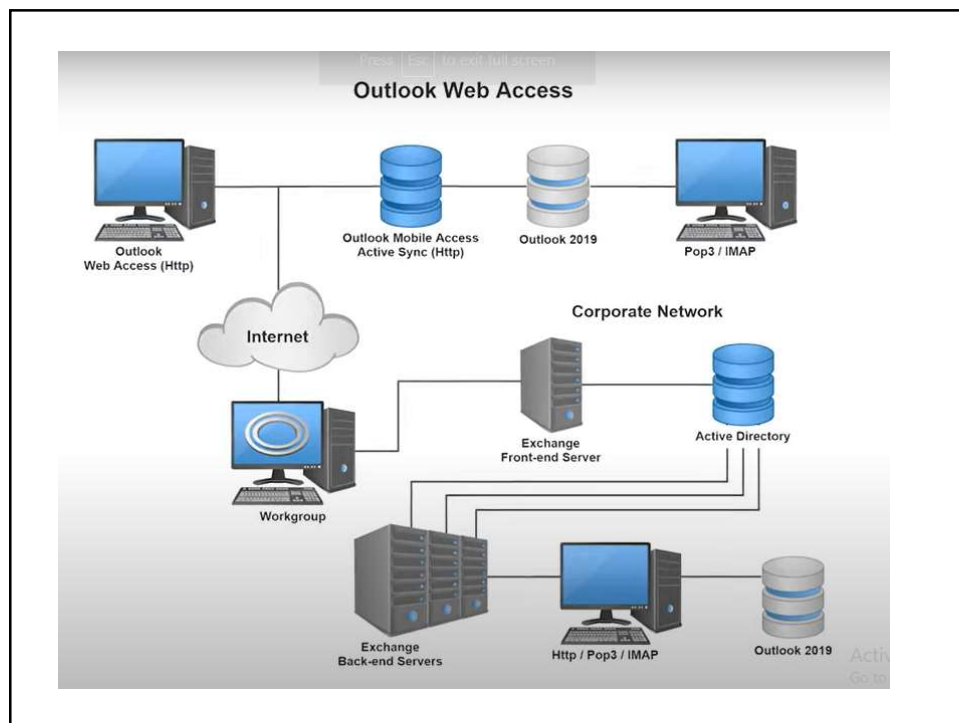 Press Esc to exit full screen
Outlook Web Access
Outlook
Web Access (Http)
Outlook Mobile Access
Active Sync (Http)
Outlook 2019
Pop3 / IMAP
Internet
Corporate Network
Exchange
Front-end Server
Active Directory
Workgroup
Exchange
Back-end Servers
Http / Pop3 / IMAP
Outlook 2019
Go to